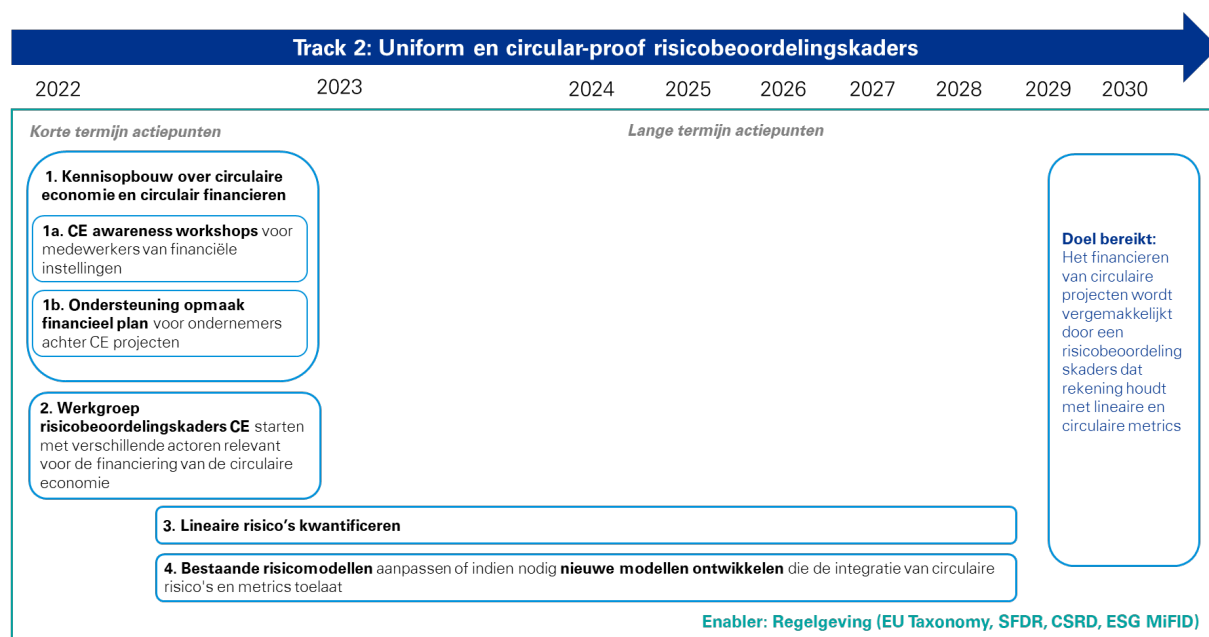 Track 2: Uniform en circular-proof risicobeoordelingskaders
2022 2023 2024 2025 2026 2027 2028 2029 2030
Korte termijn actiepunten
Lange termijn actiepunten
1. Kennisopbouw over circulaire
economie en circulair financieren
1a. CE awareness workshops voor
medewerkers van financiële
instellingen
1b. Ondersteuning opmaak
financieel plan voor ondernemers
achter CE projecten
2. Werkgroep
risicobeoordelingskaders CE starten
met verschillende actoren relevant
voor de financiering van de circulaire
economie
3. Lineaire risico’s kwantificeren
4. Bestaande risicomodellen aanpassen of indien nodig nieuwe modellen ontwikkelen die de integratie van circulaire
risico's en metrics toelaat
Doel bereikt:
Het financieren
van circulaire
projecten wordt
vergemakkelijkt
door een
risicobeoordeling
skaders dat
rekening houdt
met lineaire en
circulaire metrics
Enabler: Regelgeving (EU Taxonomy, SFDR, CSRD, ESG MiFID)